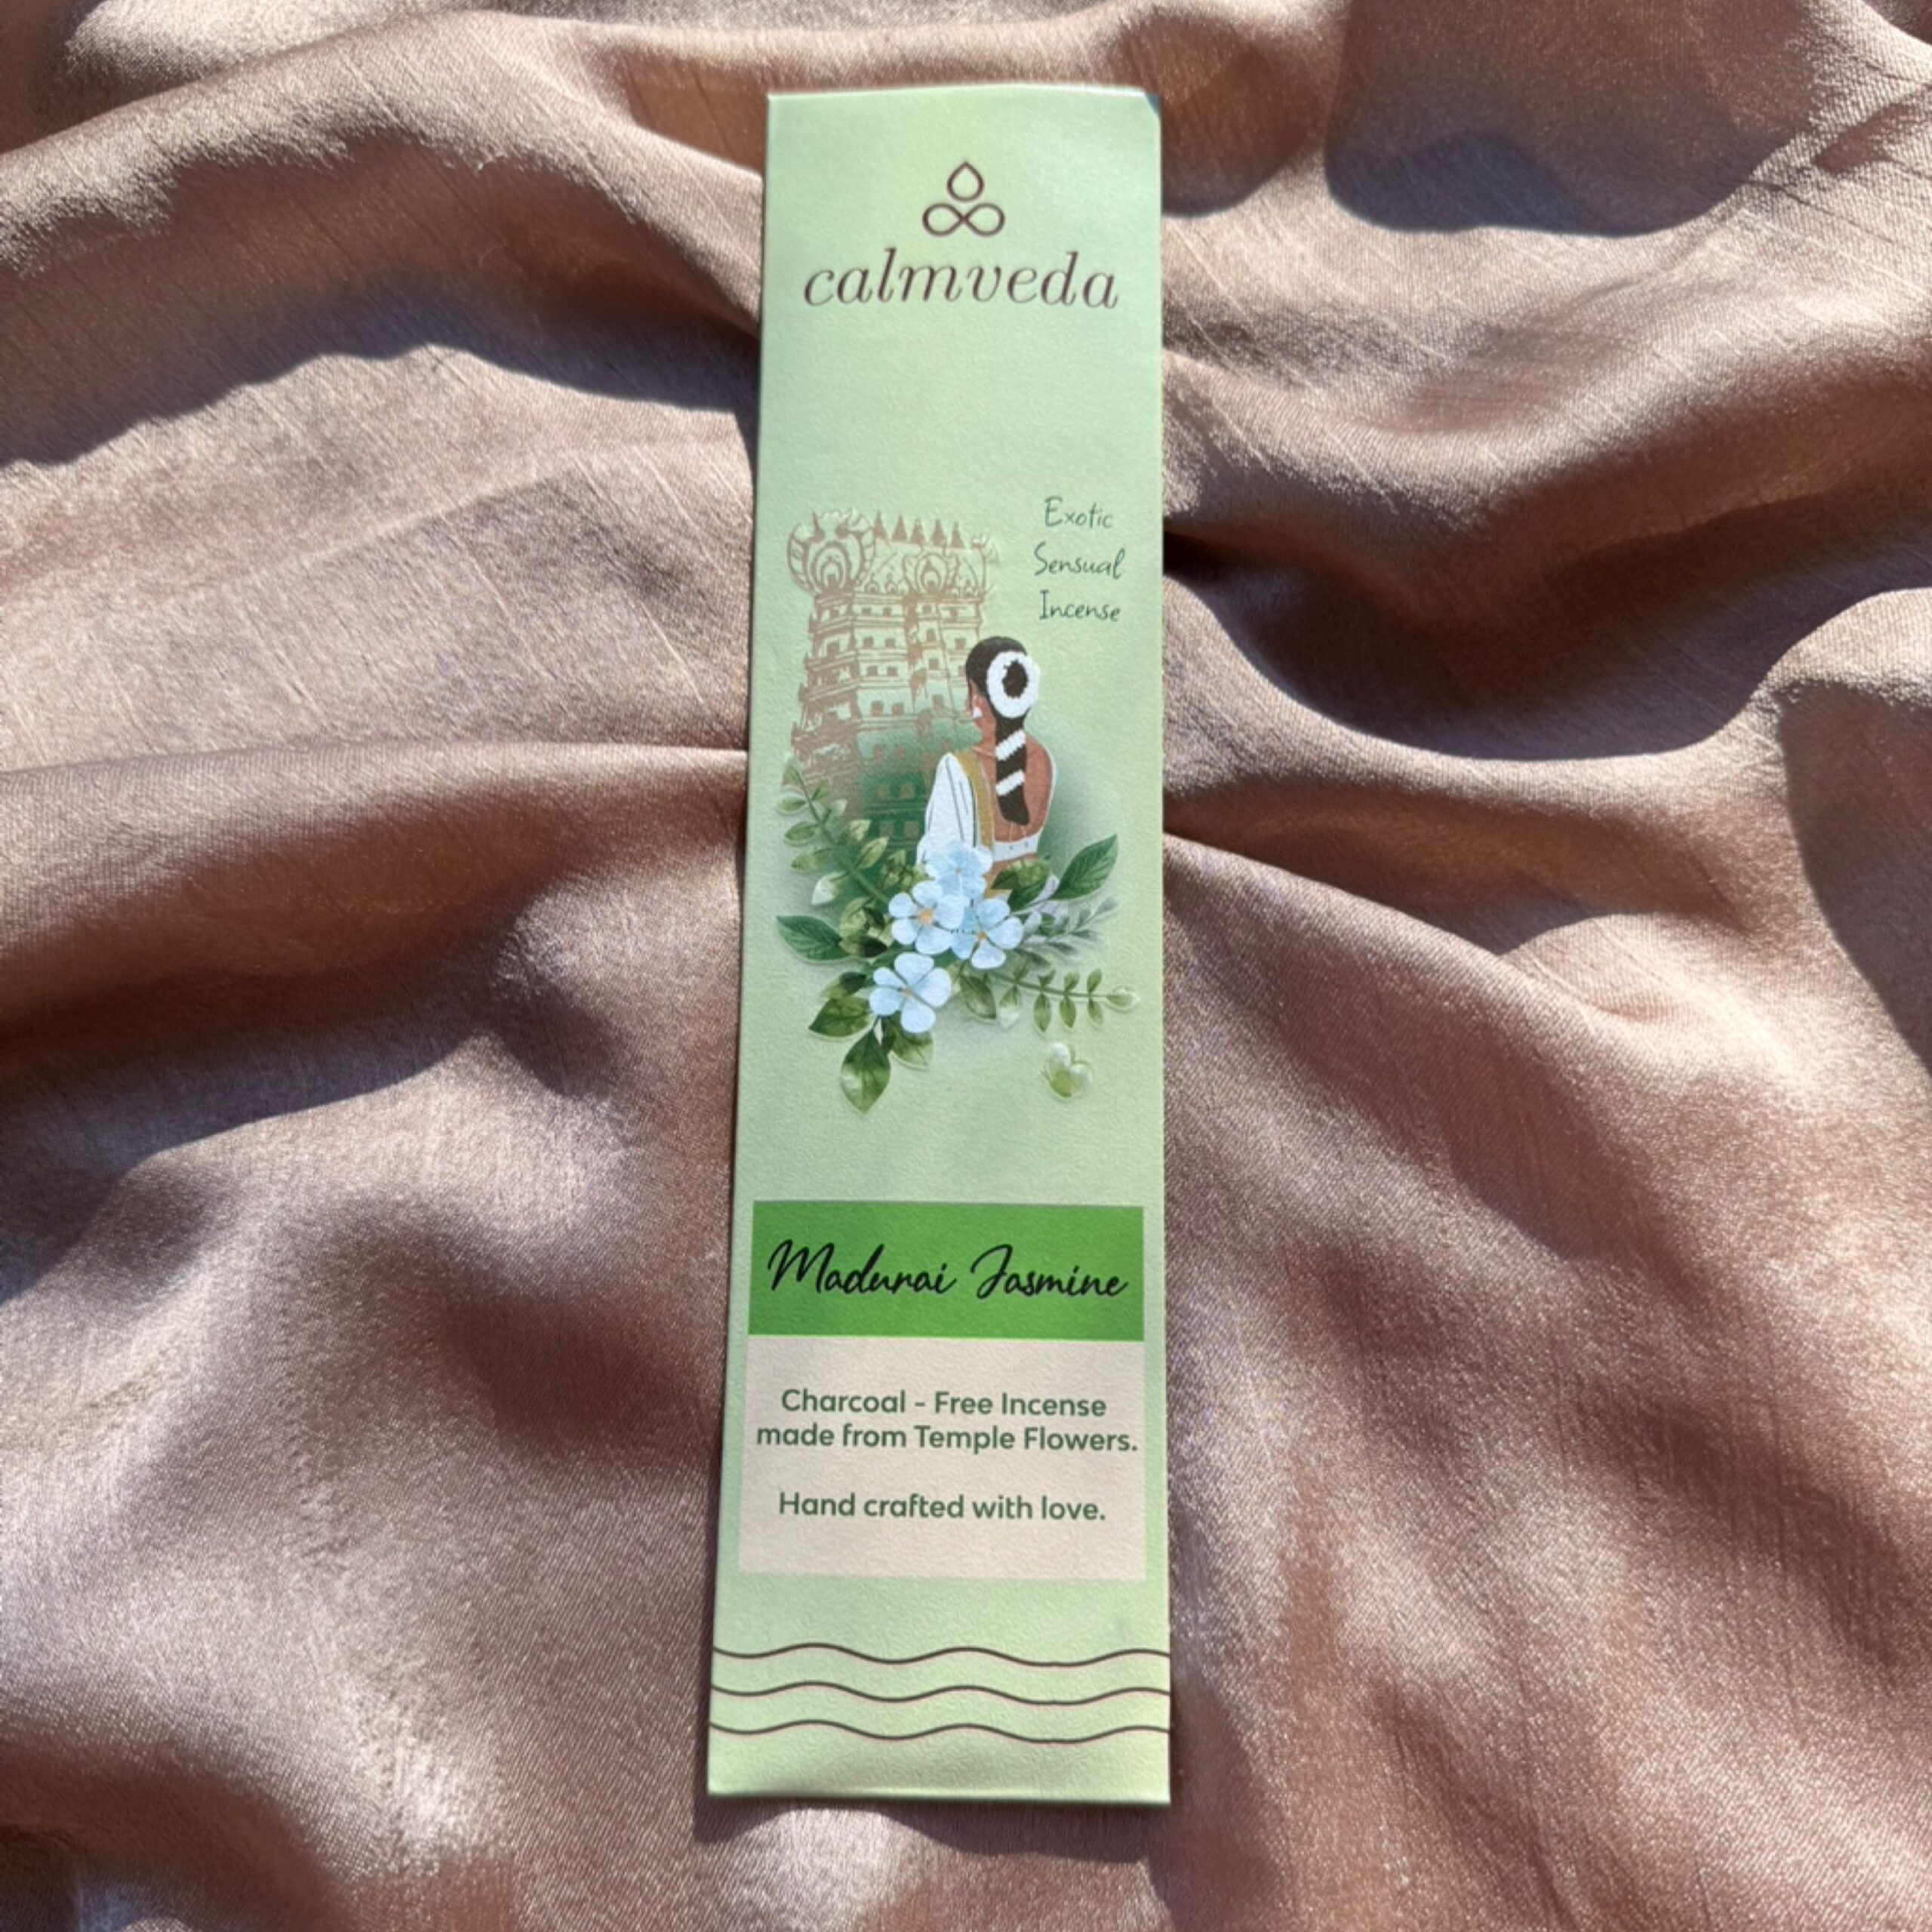 calmveda
Exotic
Sensual
Incense
Madurai Jasmine
Charcoal - Free Incense
made from Temple Flowers.
Hand crafted with love.